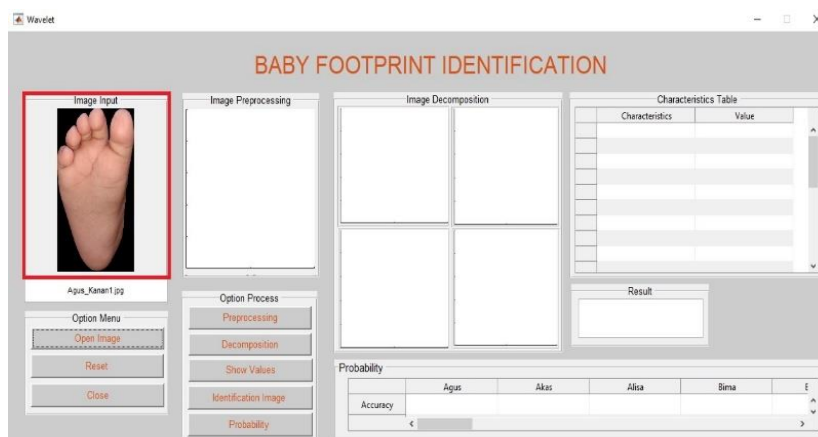 Wavelet
BABY FOOTPRINT IDENTIFICATION
Image Input
Agus_Kanan1.jpg
Option Menu
Open Image
Reset
Close
Image Preprocessing
Option Process
Preprocessing
Decomposition
Show Values
Identification Image
Probability
Image Decomposition
Characteristics Table
Characteristics Value
Result
Probability
Agus Akas Alisa Bima
Accuracy